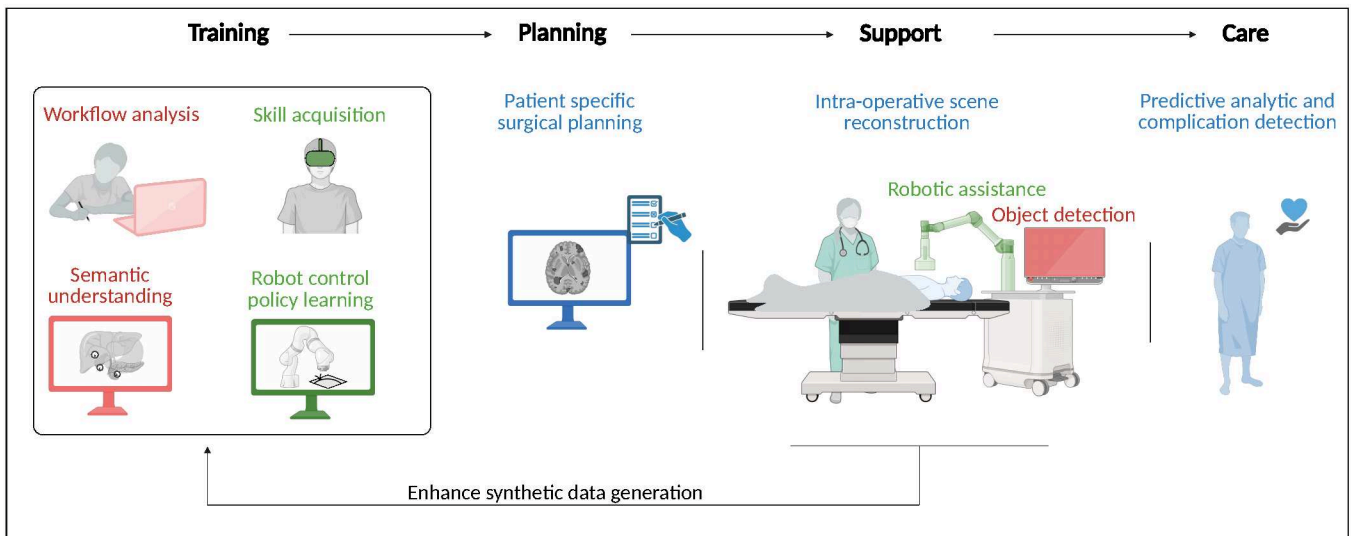 Training
Planning
Support
Care
Workflow analysis
Skill acquisition
Semantic
understanding
Robot control
policy learning
Patient specific
surgical planning
Intra-operative scene
reconstruction
Robotic assistance
Object detection
Predictive analytic and
complication detection
Enhance synthetic data generation